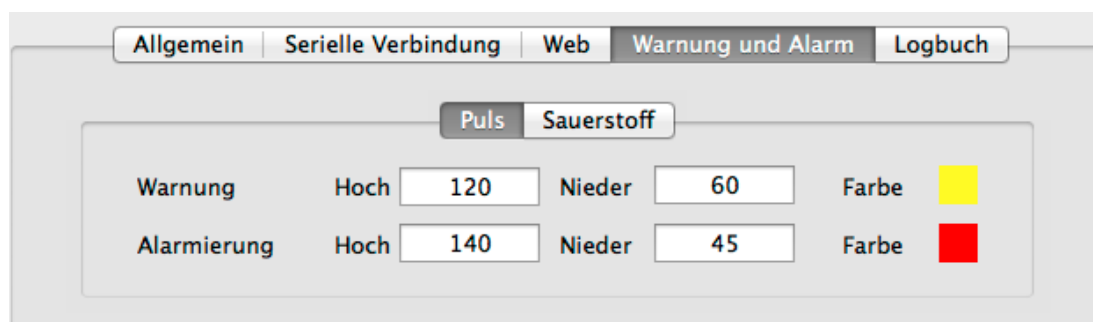 Allgemein Serielle Verbindung Web Warnung und Alarm Logbuch
Puls Sauerstoff
Warnung Hoch 120 Nieder 60 Farbe
Alarmierung Hoch 140 Nieder 45 Farbe